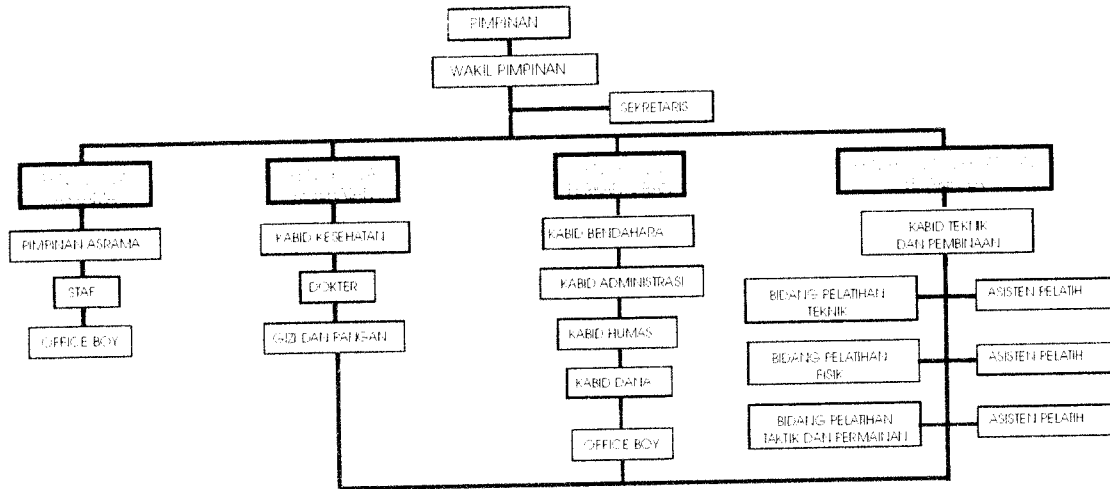 PIMPINAN
WAKIL PIMPINAN
SEKRETARIS
PIMPINAN ASRAMA
STAF
OFFICE BOY
KABID KESEHATAN
DOKTER
GIZI DAN PANGAN
KABID BENDAHARA
KABID ADMINISTRASI
KABID HUMAS
KABID DANA
OFFICE BOY
KABID TEKNIK
DAN PEMBINAAN
BIDANG PELATIHAN
TEKNIK
ASISTEN PELATIH
BIDANG PELATIHAN
FISIK
ASISTEN PELATIH
BIDANG PELATIHAN
TAKTIK DAN PERMAINAN
ASISTEN PELATIH